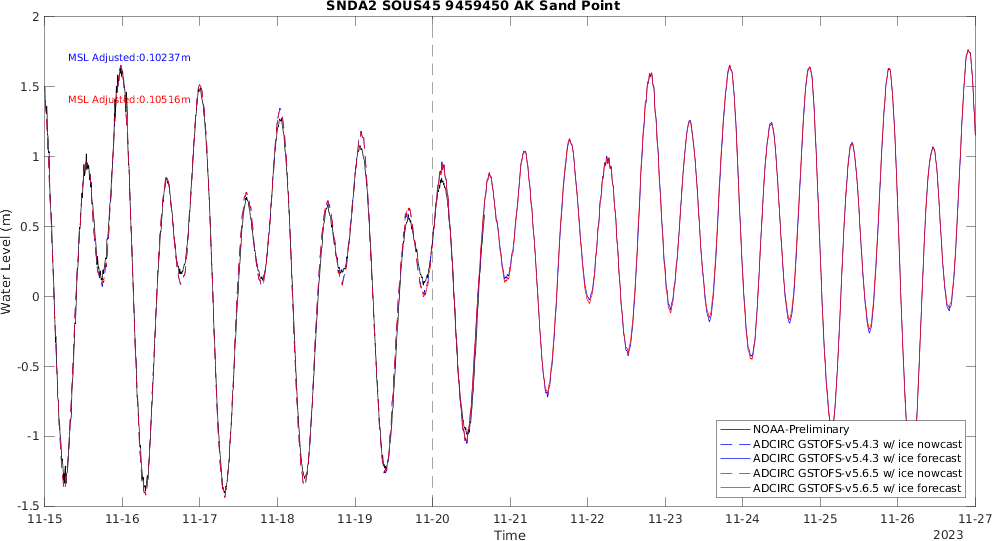 SNDA2 SOUS45 9459450 AK Sand Point
2
1.5
1
0.5
0
-0.5
-1
-1.5
Water Level (m)
MSL Adjusted:0.10237m
MSL Adjusted:0.10516m
NOAA-Preliminary
ADCIRC GSTOFS-v5.4.3 w/ ice nowcast
ADCIRC GSTOFS-v5.4.3 w/ ice forecast
ADCIRC GSTOFS-v5.6.5 w/ ice nowcast
ADCIRC GSTOFS-v5.6.5 w/ ice forecast
11-15 11-16 11-17 11-18 11-19 11-20 11-21 11-22 11-23 11-24 11-25 11-26 11-27
Time
2023